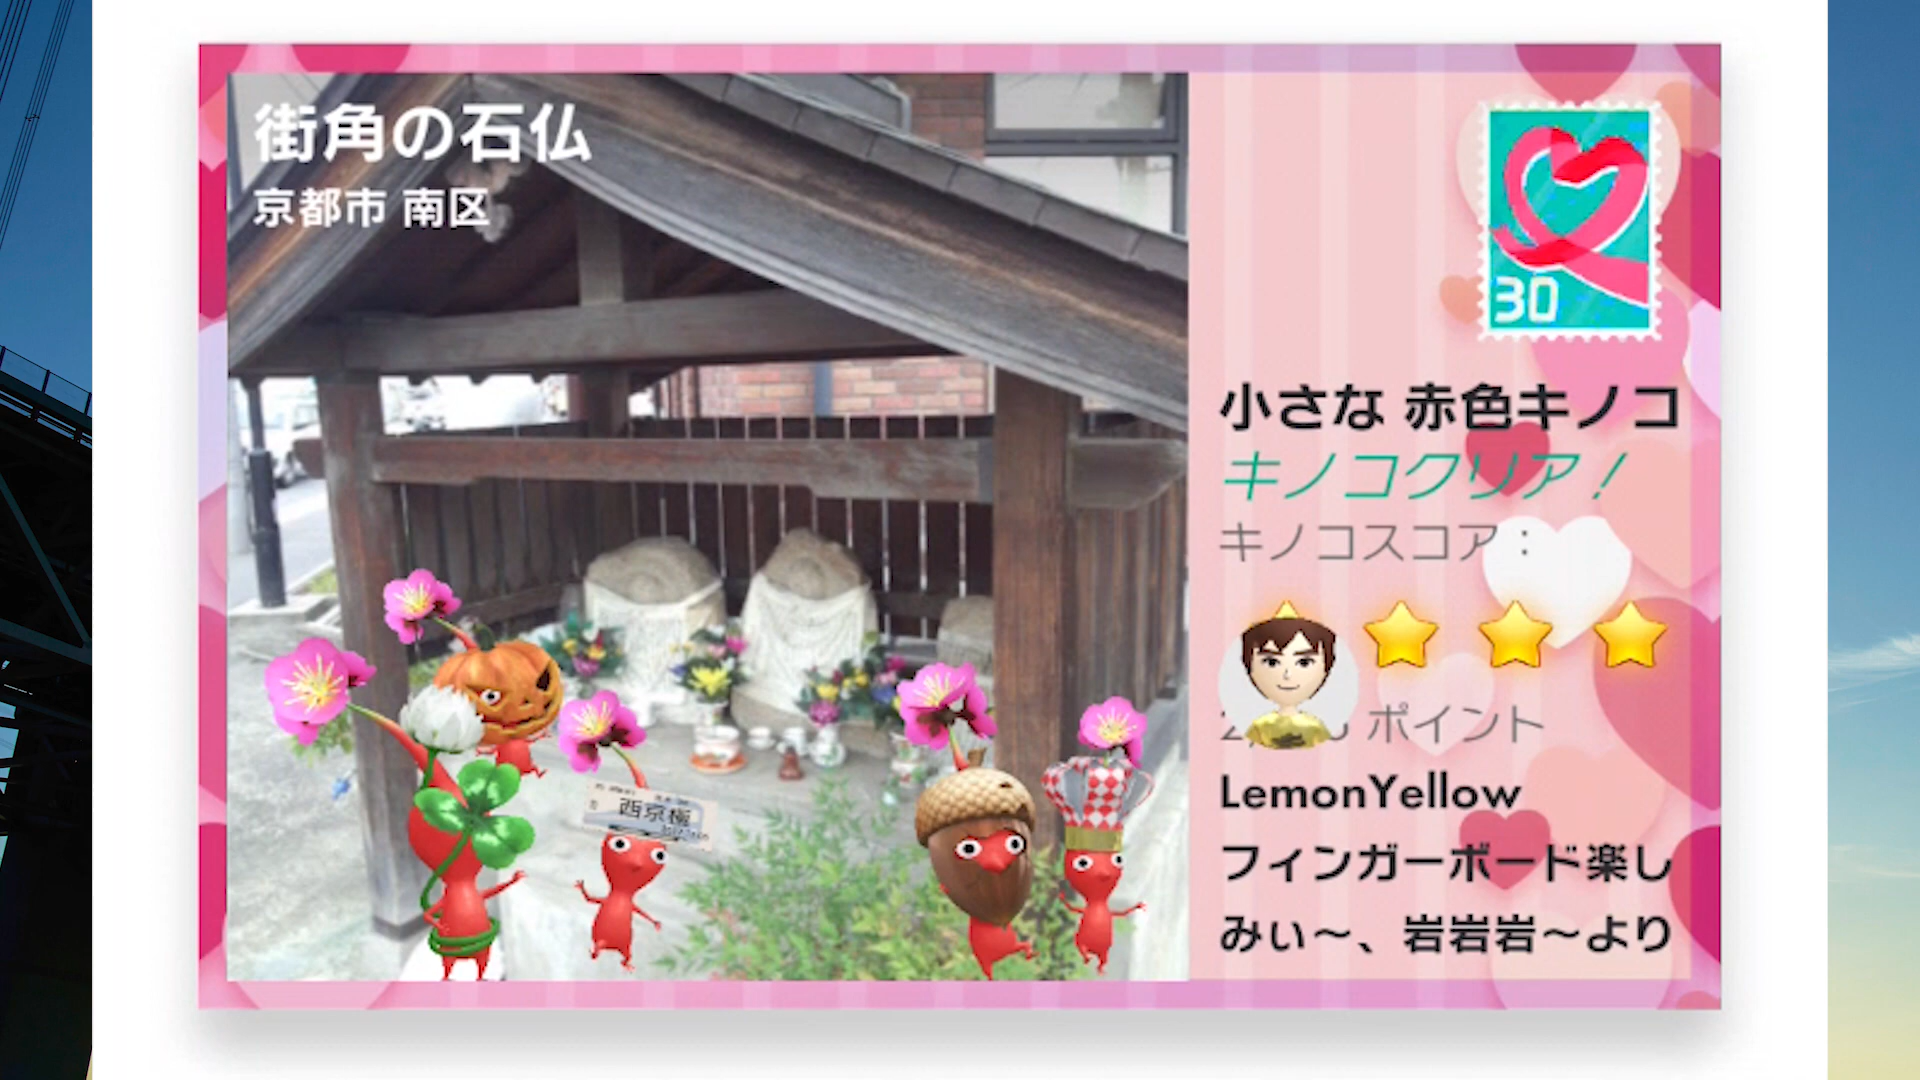 街角の石仏
京都市 南区
30
小さな 赤色キノコ
キノコクリア！
キノコスコア：
ポイント
LemonYellow
フィンガーボード楽し
みぃ〜、岩岩岩〜より
西京極